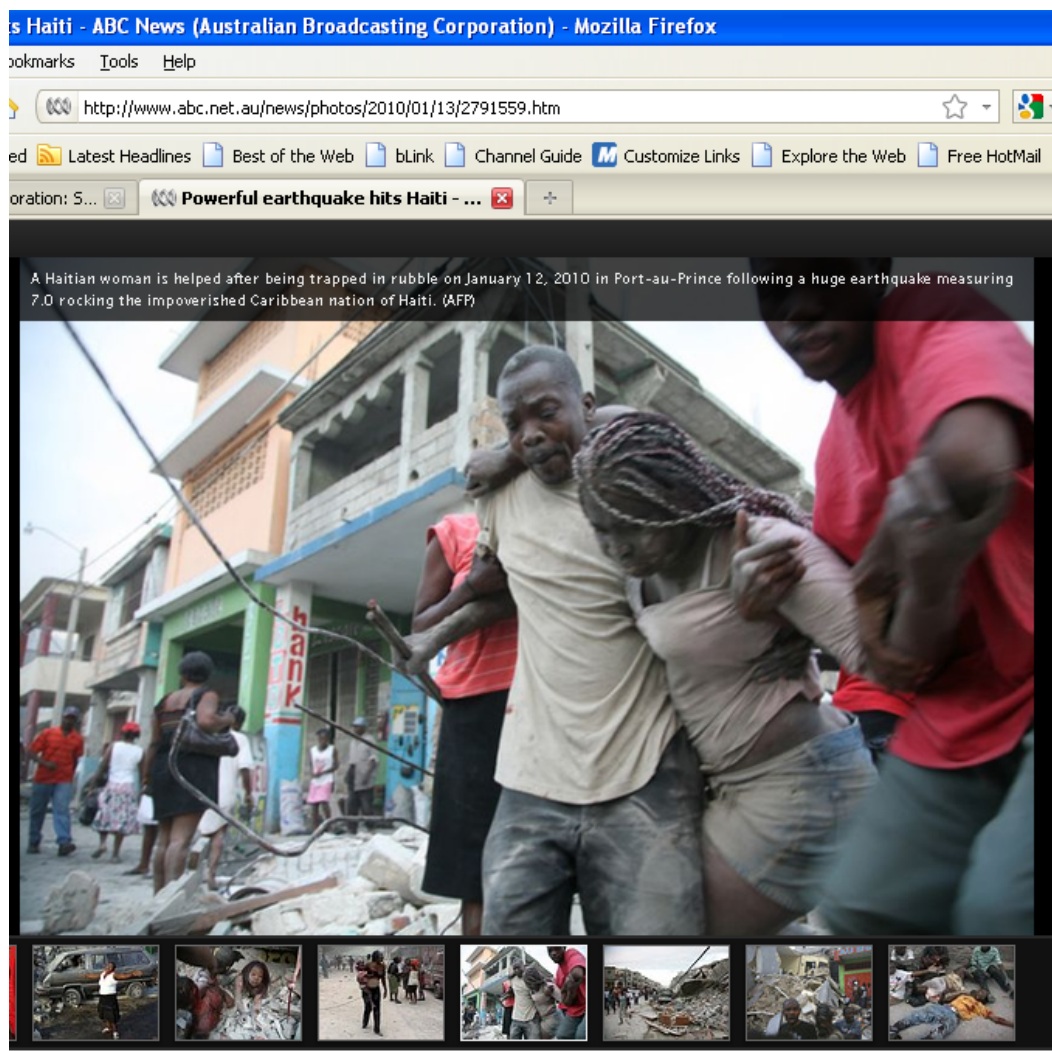 s Haiti - ABC News (Australian Broadcasting Corporation) - Mozilla Firefox
ookmarks Tools Help
http://www.abc.net.au/news/photos/2010/01/13/2791559.htm
ed Latest Headlines Best of the Web bLink Channel Guide Customize Links Explore the Web Free HotMail
oration: S... Powerful earthquake hits Haiti - ...
A Haitian woman is helped after being trapped in rubble on January 12, 2010 in Port-au-Prince following a huge earthquake measuring
7.0 rocking the impoverished Caribbean nation of Haiti. (AFP)
hank